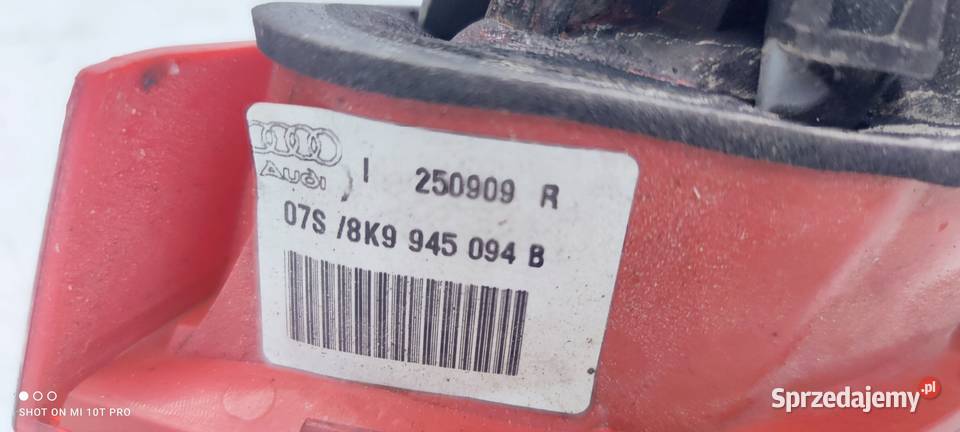 Audi
I 250909 R
07S /8K9 945 094 B
SHOT ON MI 10T PRO
Sprzedajemy.pl